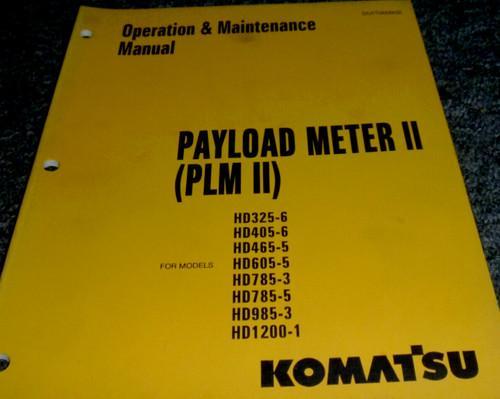 Operation & Maintenance
Manual
PAYLOAD METER II
(PLM II)
FOR MODELS
HD325-6
HD405-6
HD465-5
HD605-5
HD785-3
HD785-5
HD985-3
HD1200-1
KOMATSU